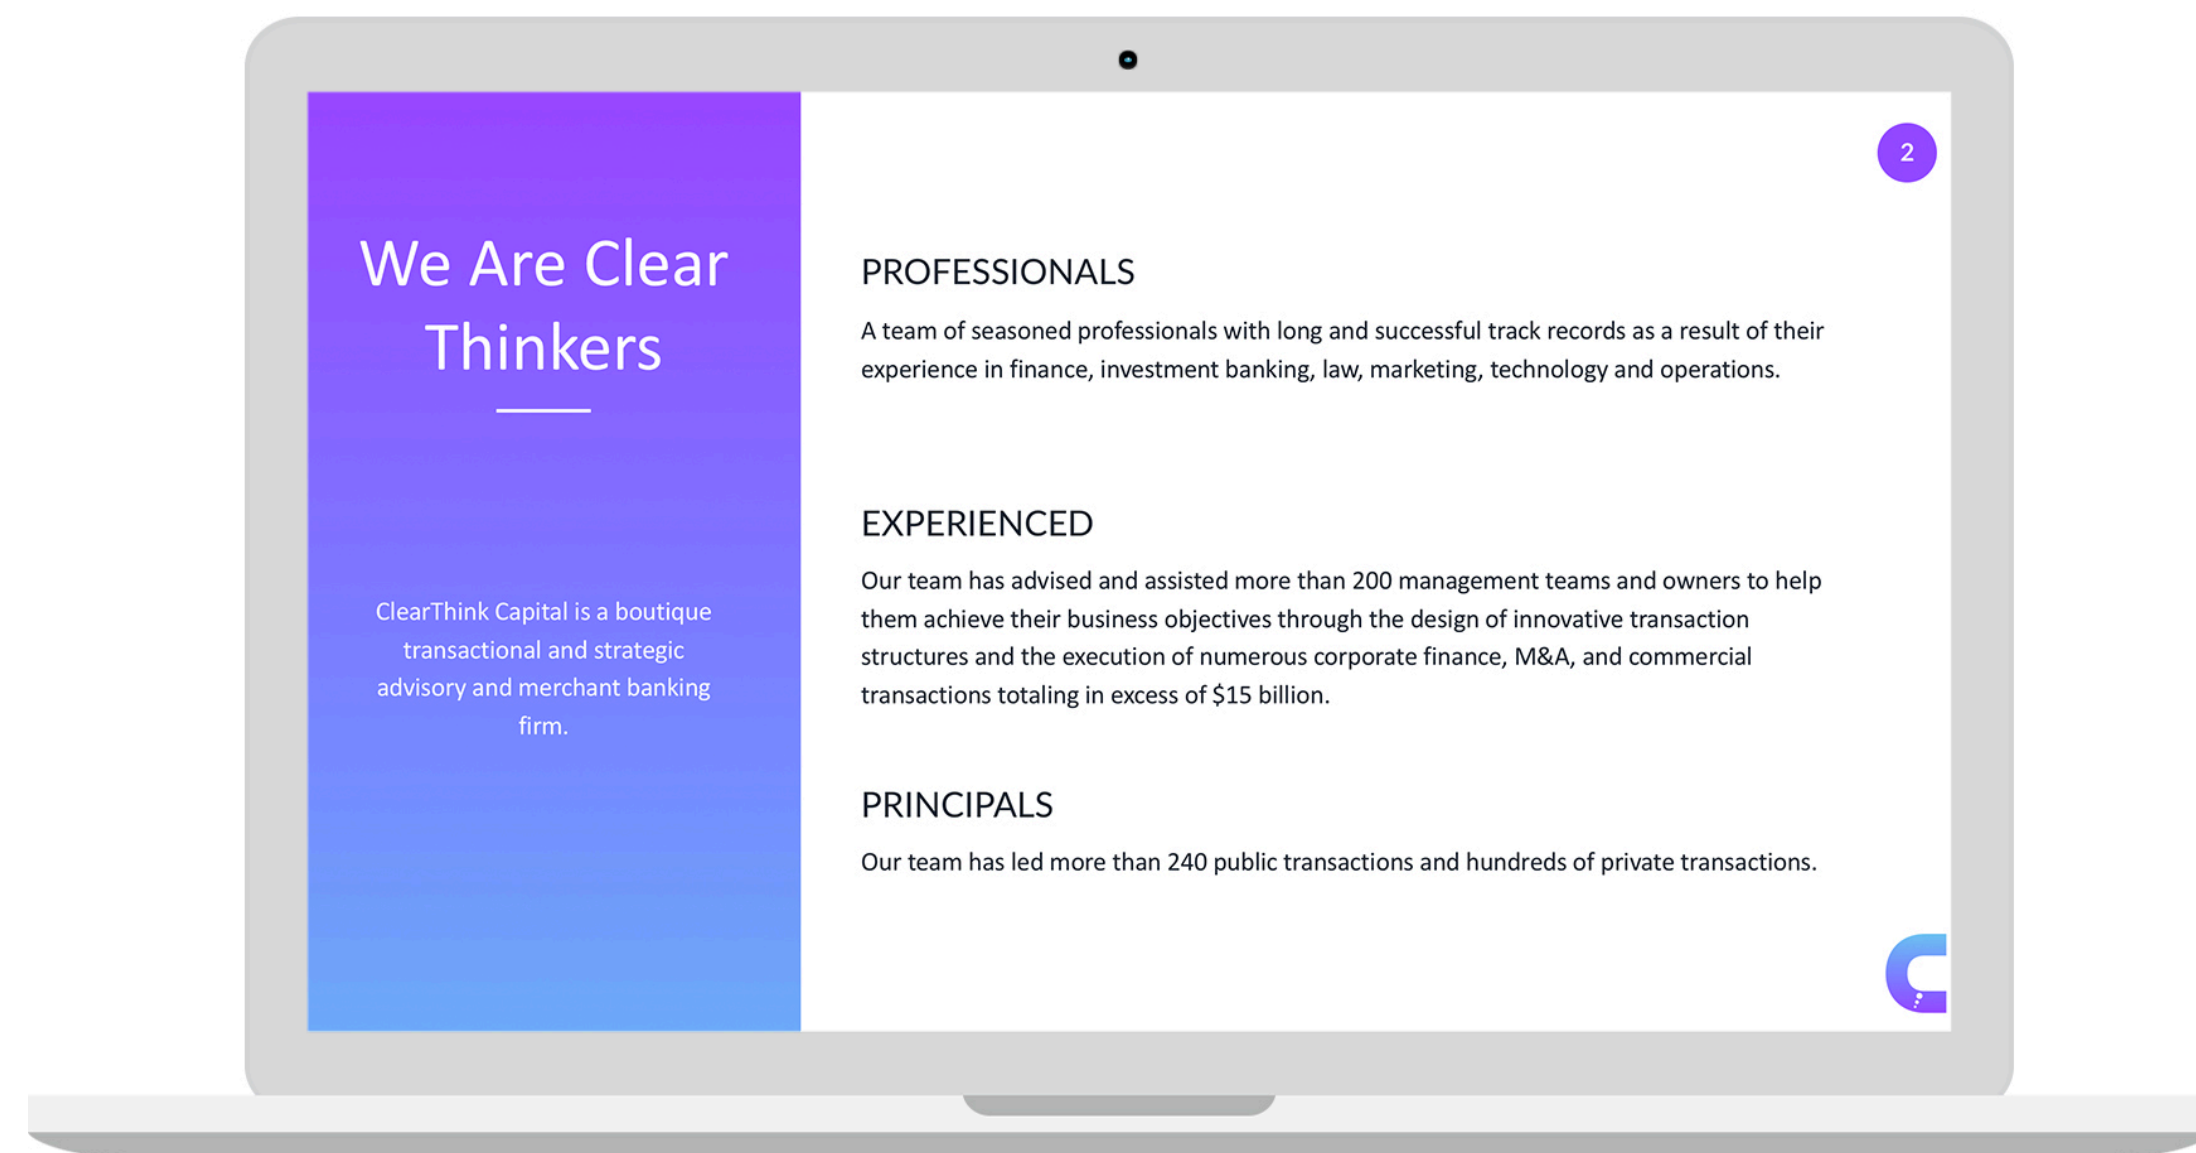 We Are Clear
Thinkers
ClearThink Capital is a boutique
transactional and strategic
advisory and merchant banking
firm.
2
PROFESSIONALS
A team of seasoned professionals with long and successful track records as a result of their
experience in finance, investment banking, law, marketing, technology and operations.
EXPERIENCED
Our team has advised and assisted more than 200 management teams and owners to help
them achieve their business objectives through the design of innovative transaction
structures and the execution of numerous corporate finance, M&A, and commercial
transactions totaling in excess of $15 billion.
PRINCIPALS
Our team has led more than 240 public transactions and hundreds of private transactions.